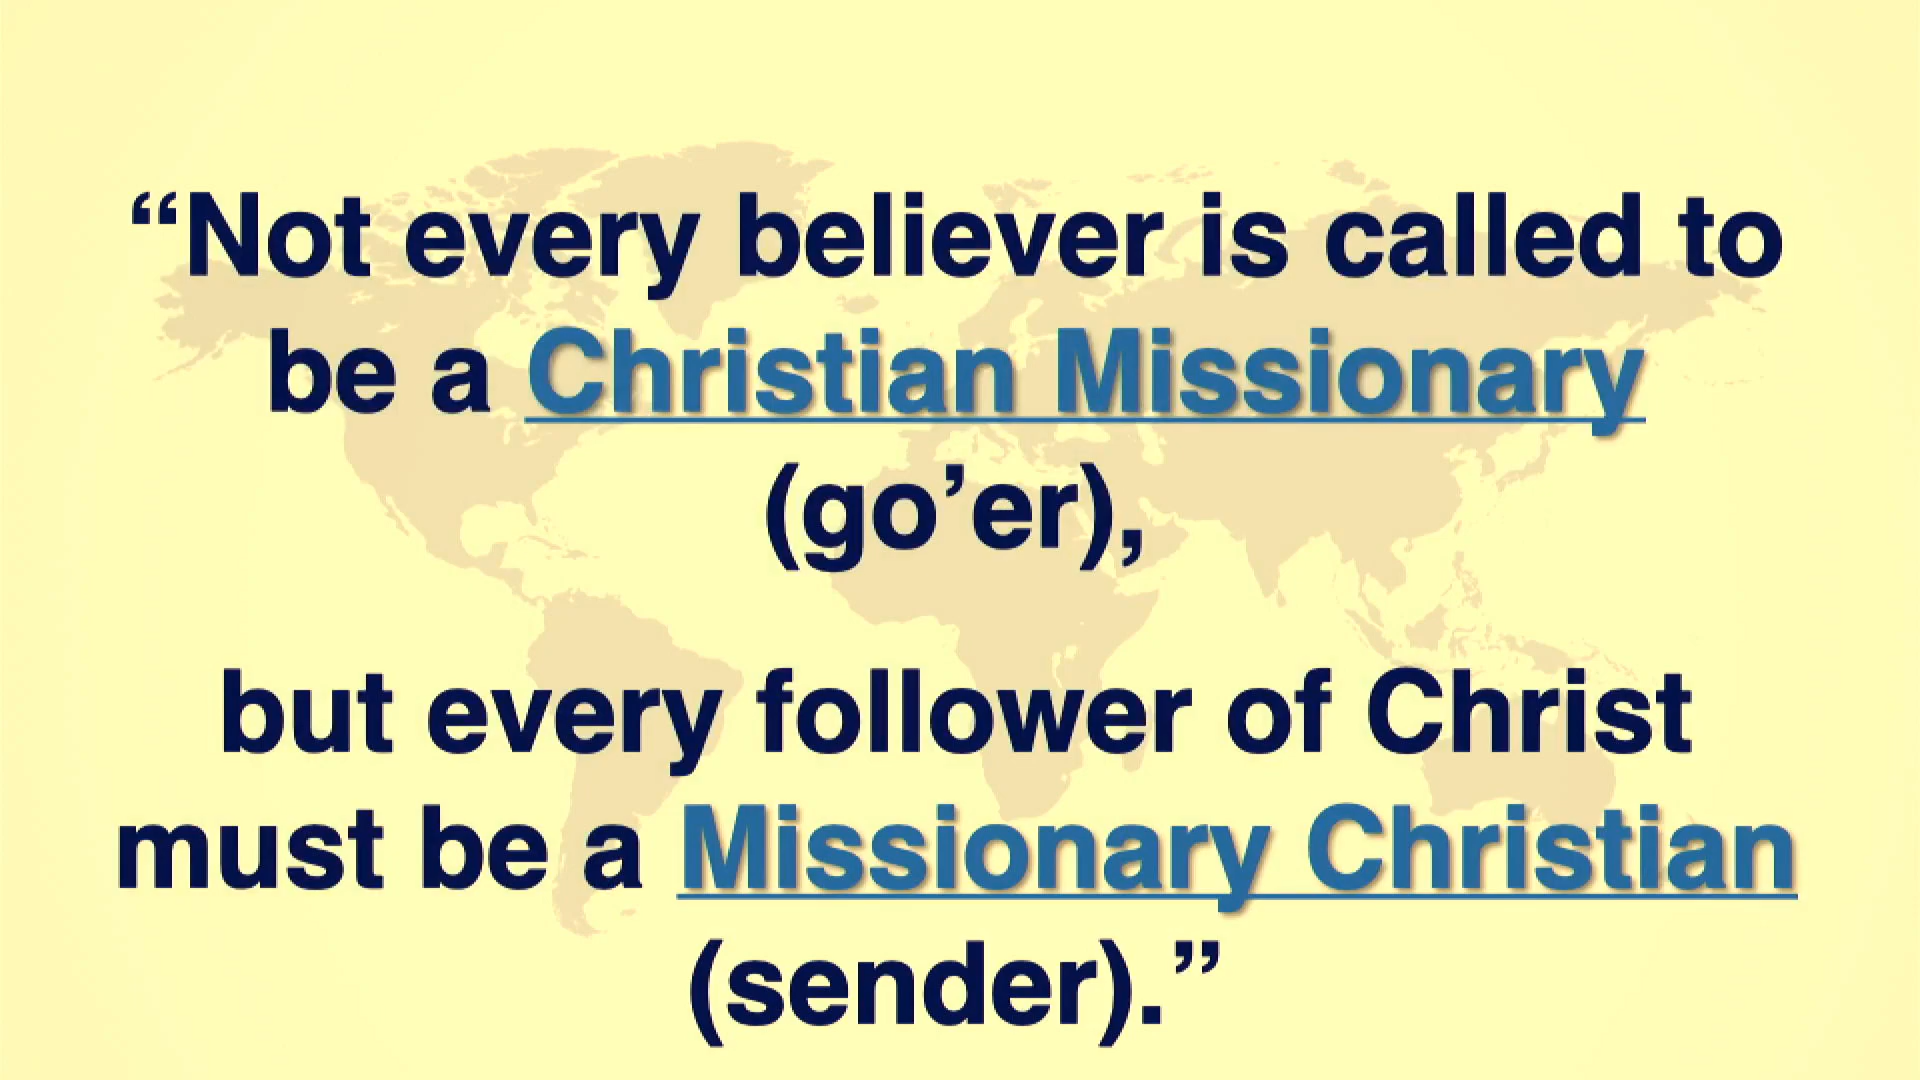 “Not every believer is called to
be a Christian Missionary
(go’er),
but every follower of Christ
must be a Missionary Christian
(sender).”